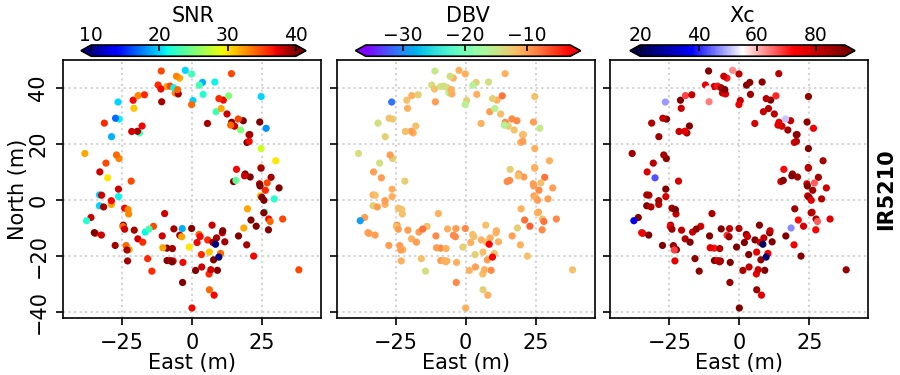 SNR DBV Xc
10 20 30 40 −30 −20 −10 20 40 60 80
40
20
0
−20
−40
North (m)
−25 0 25 −25 0 25 −25 0 25
East (m) East (m) East (m)
IR5210